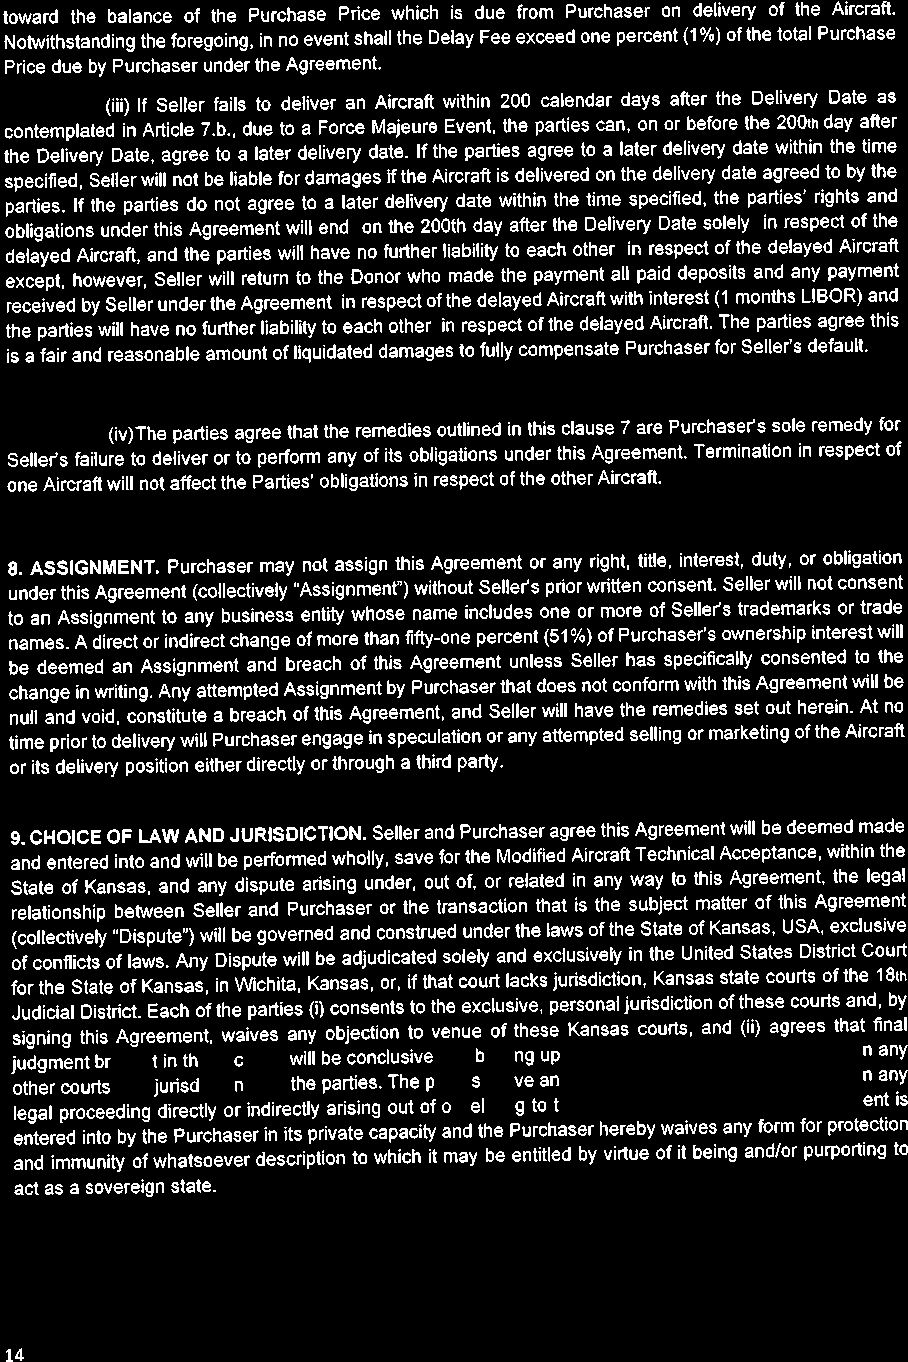 toward the balance of the Purchase Price which is due from Purchaser on delivery of the Aircraft.
Notwithstanding the foregoing, in no event shall the Delay Fee exceed one percent (1%) of the total Purchase
Price due by Purchaser under the Agreement.
(iii) If Seller fails to deliver an Aircraft within 200 calendar days after the Delivery Date as
contemplated in Article 7.b., due to a Force Majeure Event, the parties can, on or before the 200th day after
the Delivery Date, agree to a later delivery date. If the parties agree to a later delivery date within the time
specified, Seller will not be liable for damages if the Aircraft is delivered on the delivery date agreed to by the
parties. If the parties do not agree to a later delivery date within the time specified, the parties' rights and
obligations under this Agreement will end on the 200th day after the Delivery Date solely in respect of the
delayed Aircraft, and the parties will have no further liability to each other in respect of the delayed Aircraft
except, however, Seller will return to the Donor who made the payment all paid deposits and any payment
received by Seller under the Agreement in respect of the delayed Aircraft with interest (1 months LIBOR) and
the parties will have no further liability to each other in respect of the delayed Aircraft. The parties agree this
is a fair and reasonable amount of liquidated damages to fully compensate Purchaser for Seller's default.
(iv)The parties agree that the remedies outlined in this clause 7 are Purchaser's sole remedy for
Seller's failure to deliver or to perform any of its obligations under this Agreement. Termination in respect of
one Aircraft will not affect the Parties' obligations in respect of the other Aircraft.
8. ASSIGNMENT. Purchaser may not assign this Agreement or any right, title, interest, duty, or obligation
under this Agreement (collectively "Assignment") without Seller's prior written consent. Seller will not consent
to an Assignment to any business entity whose name includes one or more of Seller's trademarks or trade
names. A direct or indirect change of more than fifty-one percent (51%) of Purchaser's ownership interest will
be deemed an Assignment and breach of this Agreement unless Seller has specifically consented to the
change in writing. Any attempted Assignment by Purchaser that does not conform with this Agreement will be
null and void, constitute a breach of this Agreement, and Seller will have the remedies set out herein. At no
time prior to delivery will Purchaser engage in speculation or any attempted selling or marketing of the Aircraft
or its delivery position either directly or through a third party.
9. CHOICE OF LAW AND JURISDICTION. Seller and Purchaser agree this Agreement will be deemed made
and entered into and will be performed wholly, save for the Modified Aircraft Technical Acceptance, within the
State of Kansas, and any dispute arising under, out of, or related in any way to this Agreement, the legal
relationship between Seller and Purchaser or the transaction that is the subject matter of this Agreement
(collectively "Dispute") will be governed and construed under the laws of the State of Kansas, USA, exclusive
of conflicts of laws. Any Dispute will be adjudicated solely and exclusively in the United States District Court
for the State of Kansas, in Wichita, Kansas, or, if that court lacks jurisdiction, Kansas state courts of the 18th
Judicial District. Each of the parties (i) consents to the exclusive, personal jurisdiction of these courts and, by
signing this Agreement, waives any objection to venue of these Kansas courts, and (ii) agrees that final
judgment br t in th c will be conclusive b ng up n any
other courts jurisd n the parties. The p s ve an n any
legal proceeding directly or indirectly arising out of o el g to t ent is
entered into by the Purchaser in its private capacity and the Purchaser hereby waives any form for protection
and immunity of whatsoever description to which it may be entitled by virtue of it being and/or purporting to
act as a sovereign state.
14